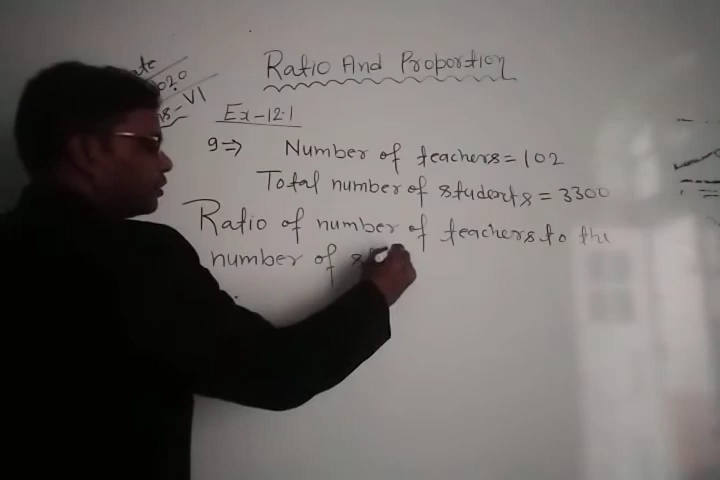 Ratio And Proportion
Ex-12.1
9⇒ Number of teachers = 102
Total number of students = 3300
Ratio of number of teachers to the
number of